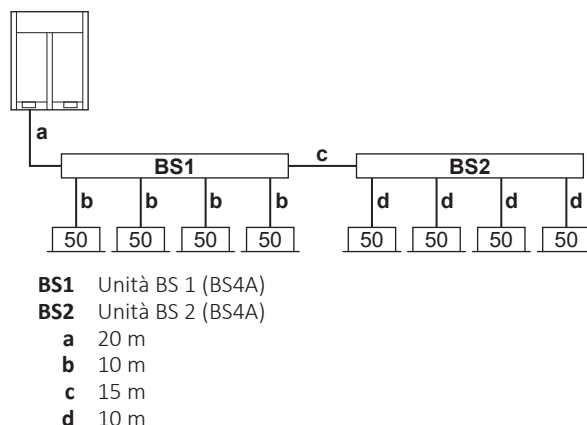 a
BS1 c BS2
b b b b d d d d
50 50 50 50 50 50 50 50
BS1 Unità BS 1 (BS4A)
BS2 Unità BS 2 (BS4A)
a 20 m
b 10 m
c 15 m
d 10 m